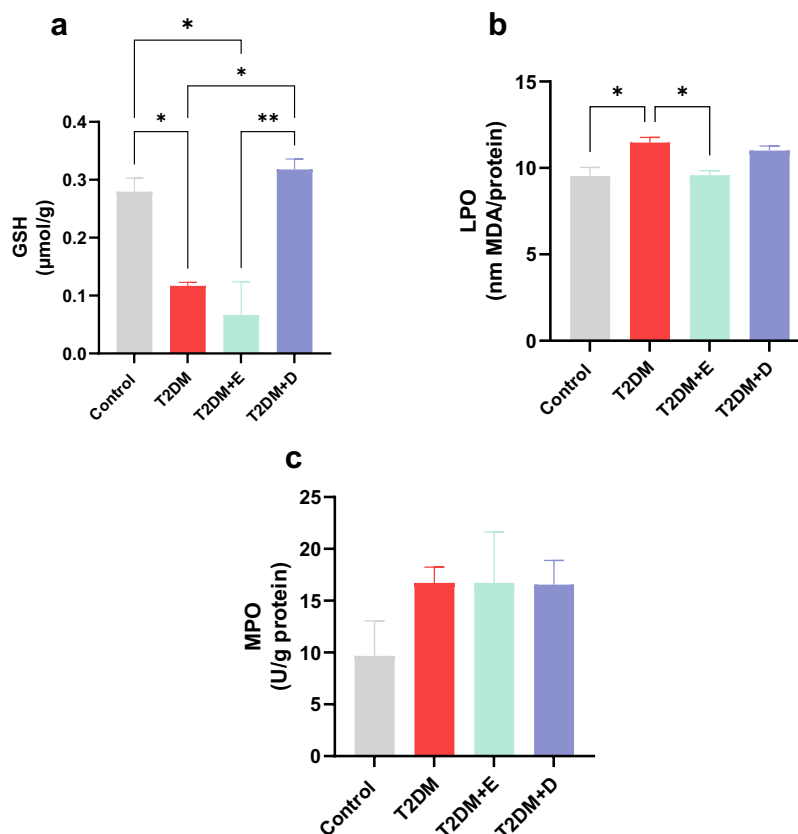 a
*
*
*
**
0.4
0.3
0.2
0.1
0.0
GSH
(µmol/g)
Control
T2DM
T2DM+E
T2DM+D
b
*
*
15
10
5
0
LPO
(nm MDA/protein)
Control
T2DM
T2DM+E
T2DM+D
c
25
20
15
10
5
0
MPO
(U/g protein)
Control
T2DM
T2DM+E
T2DM+D